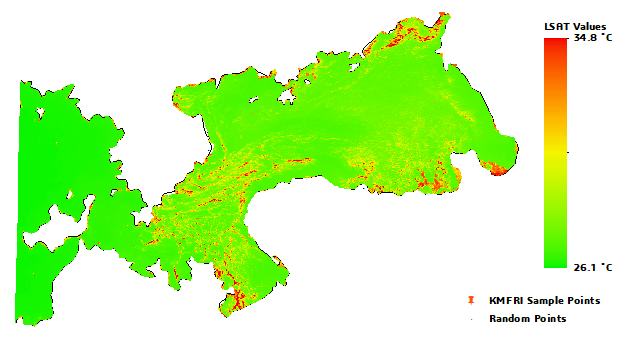 LSAT Values
34.8 °C
26.1 °C
KMFRI Sample Points
Random Points